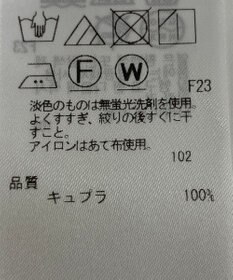 F W F23
淡色のものは無蛍光洗剤を使用。
よくすすぎ、絞りの後すぐに干
すこと。
アイロンはあて布使用。
102
品質
キュプラ 100%